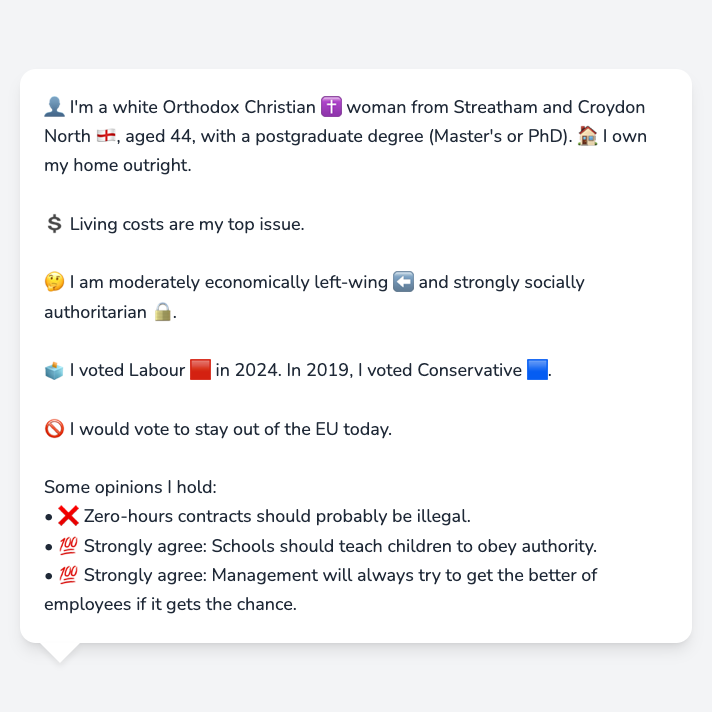 👤 I'm a white Orthodox Christian ✝️ woman from Streatham and Croydon
North 🏴󠁧󠁢󠁥󠁮󠁧󠁿, aged 44, with a postgraduate degree (Master's or PhD). 🏠 I own
my home outright.
💲 Living costs are my top issue.
🤔 I am moderately economically left-wing ⬅️ and strongly socially
authoritarian 🔒.
🗳️ I voted Labour 🟥 in 2024. In 2019, I voted Conservative 🟦.
🚫 I would vote to stay out of the EU today.
Some opinions I hold:
• ❌ Zero-hours contracts should probably be illegal.
• 💯 Strongly agree: Schools should teach children to obey authority.
• 💯 Strongly agree: Management will always try to get the better of
employees if it gets the chance.